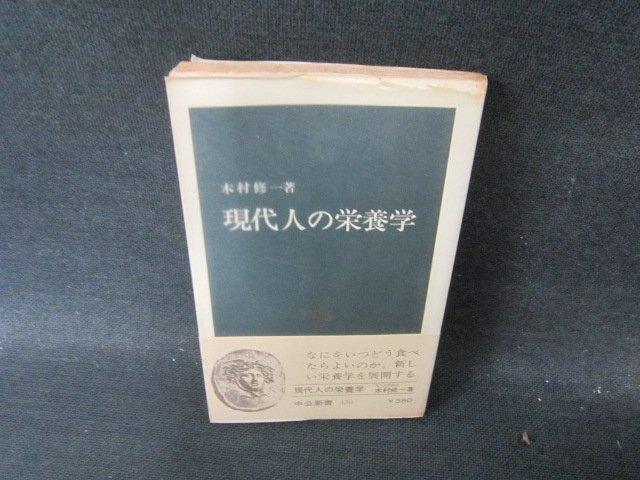 木村修一著
現代人の栄養学
なにをいつどう食べ
たらよいのか、新し
い栄養学を展開する
現代人の栄養学 木村修一著
中公新書 ¥380